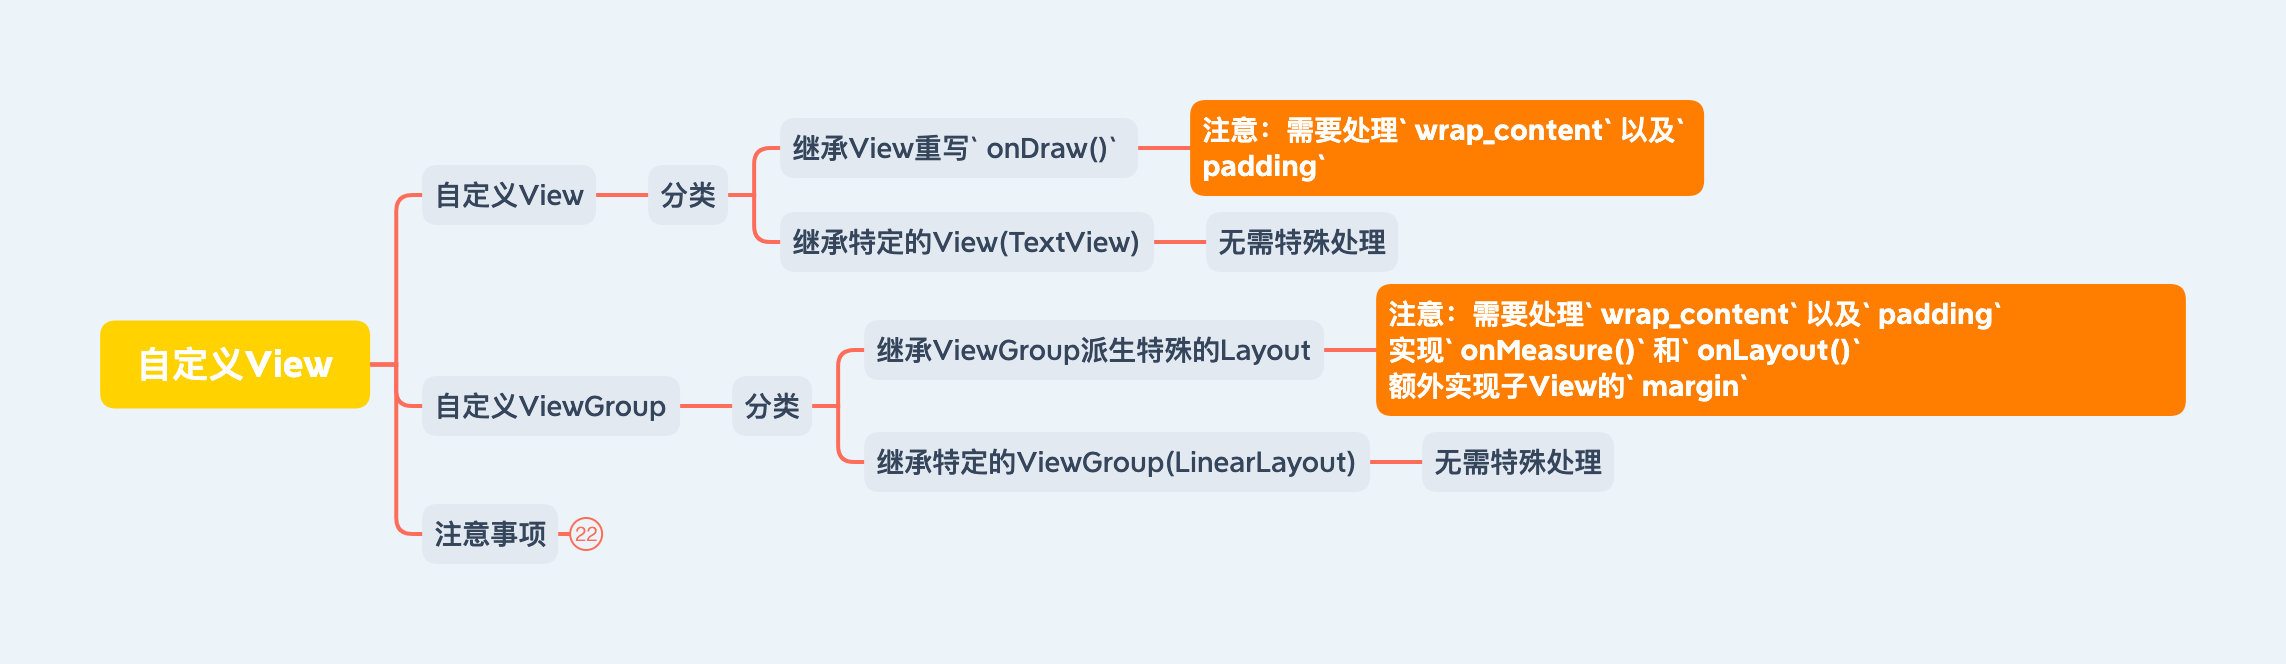 自定义View
自定义View
分类
继承View重写` onDraw()`
注意：需要处理` wrap_content` 以及`
padding`
继承特定的View(TextView)
无需特殊处理
自定义ViewGroup
分类
继承ViewGroup派生特殊的Layout
注意：需要处理` wrap_content` 以及` padding`
实现` onMeasure()` 和` onLayout()`
额外实现子View的` margin`
继承特定的ViewGroup(LinearLayout)
无需特殊处理
注意事项
22